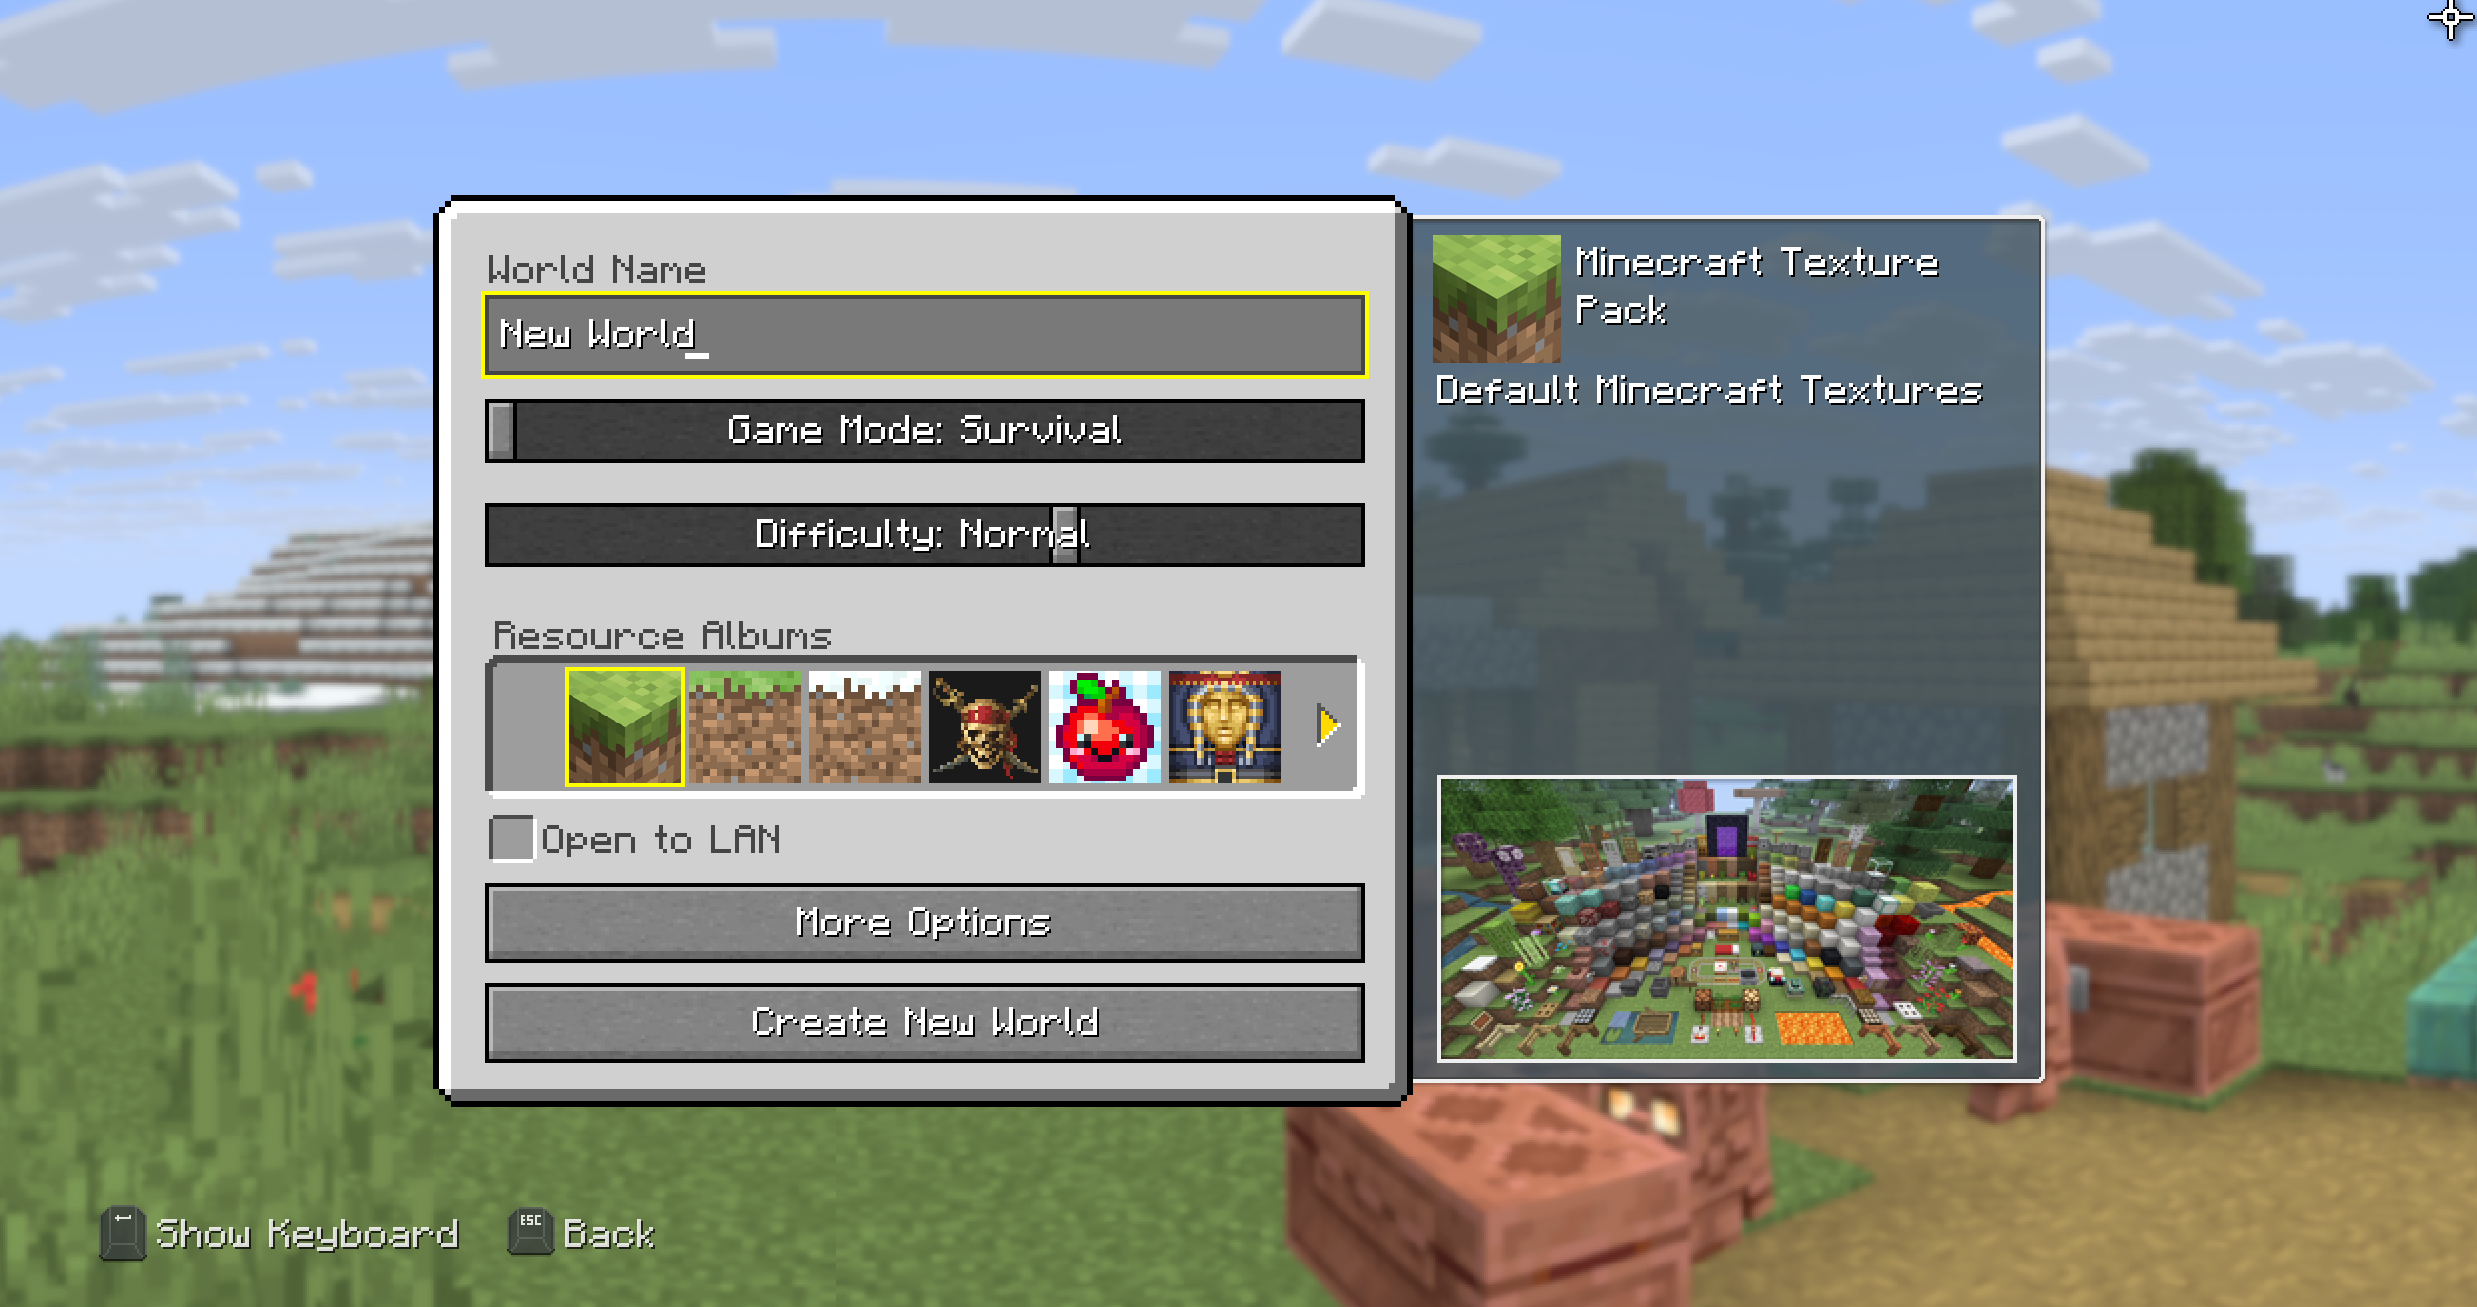 World Name
New World_
Game Mode: Survival
Difficulty: Normal
Resource Albums
Open to LAN
More Options
Create New World
Minecraft Texture
Pack
Default Minecraft Textures
Show Keyboard
ESC
Back